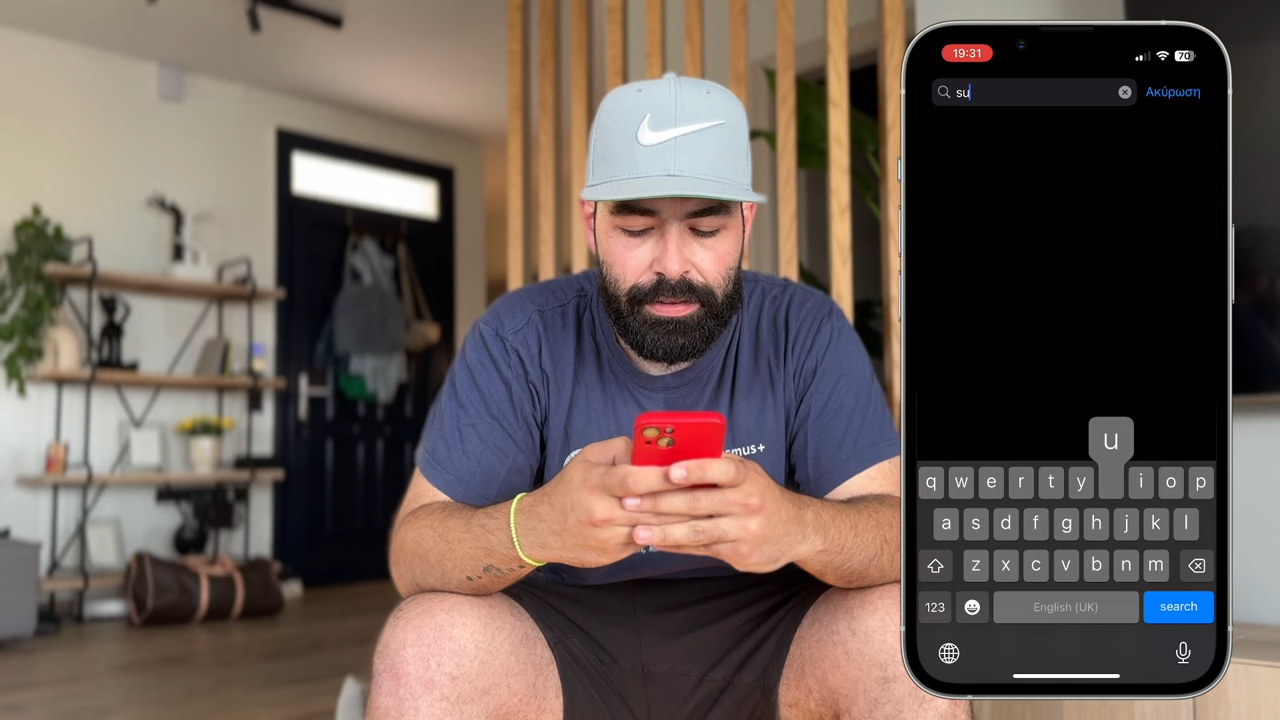 19:31
70
su
Ακύρωση
smus+
u
q w e r t y i o p
a s d f g h j k l
z x c v b n m
123
English (UK)
search